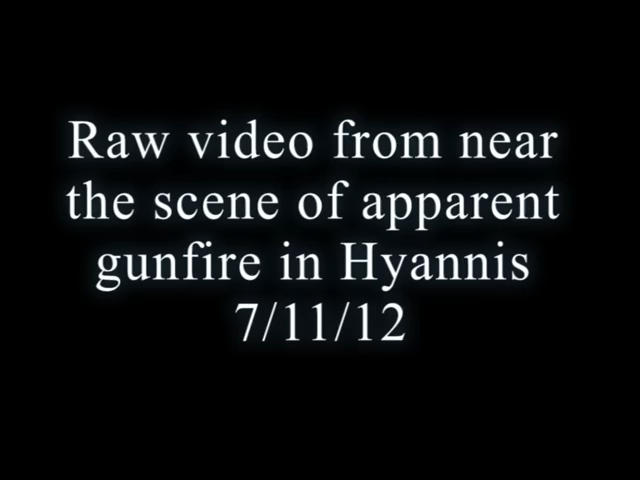 Raw video from near
the scene of apparent
gunfire in Hyannis
7/11/12